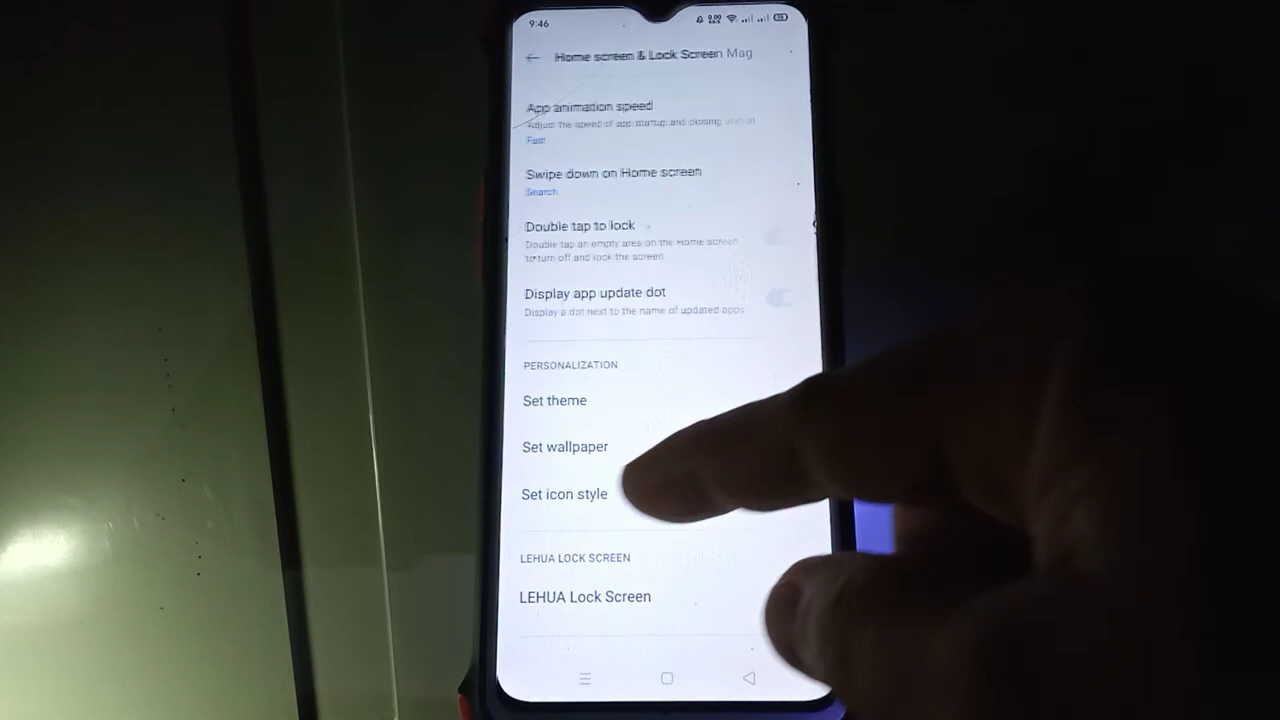 9:46
Home screen & Lock Screen Mag
App animation speed
Adjust the speed of app startup and closing
Fast
Swipe down on Home screen
Search
Double tap to lock
Double tap an empty area on the Home screen
to turn off and lock the screen
Display app update dot
Display a dot next to the name of updated apps
PERSONALIZATION
Set theme
Set wallpaper
Set icon style
LEHUA LOCK SCREEN
LEHUA Lock Screen